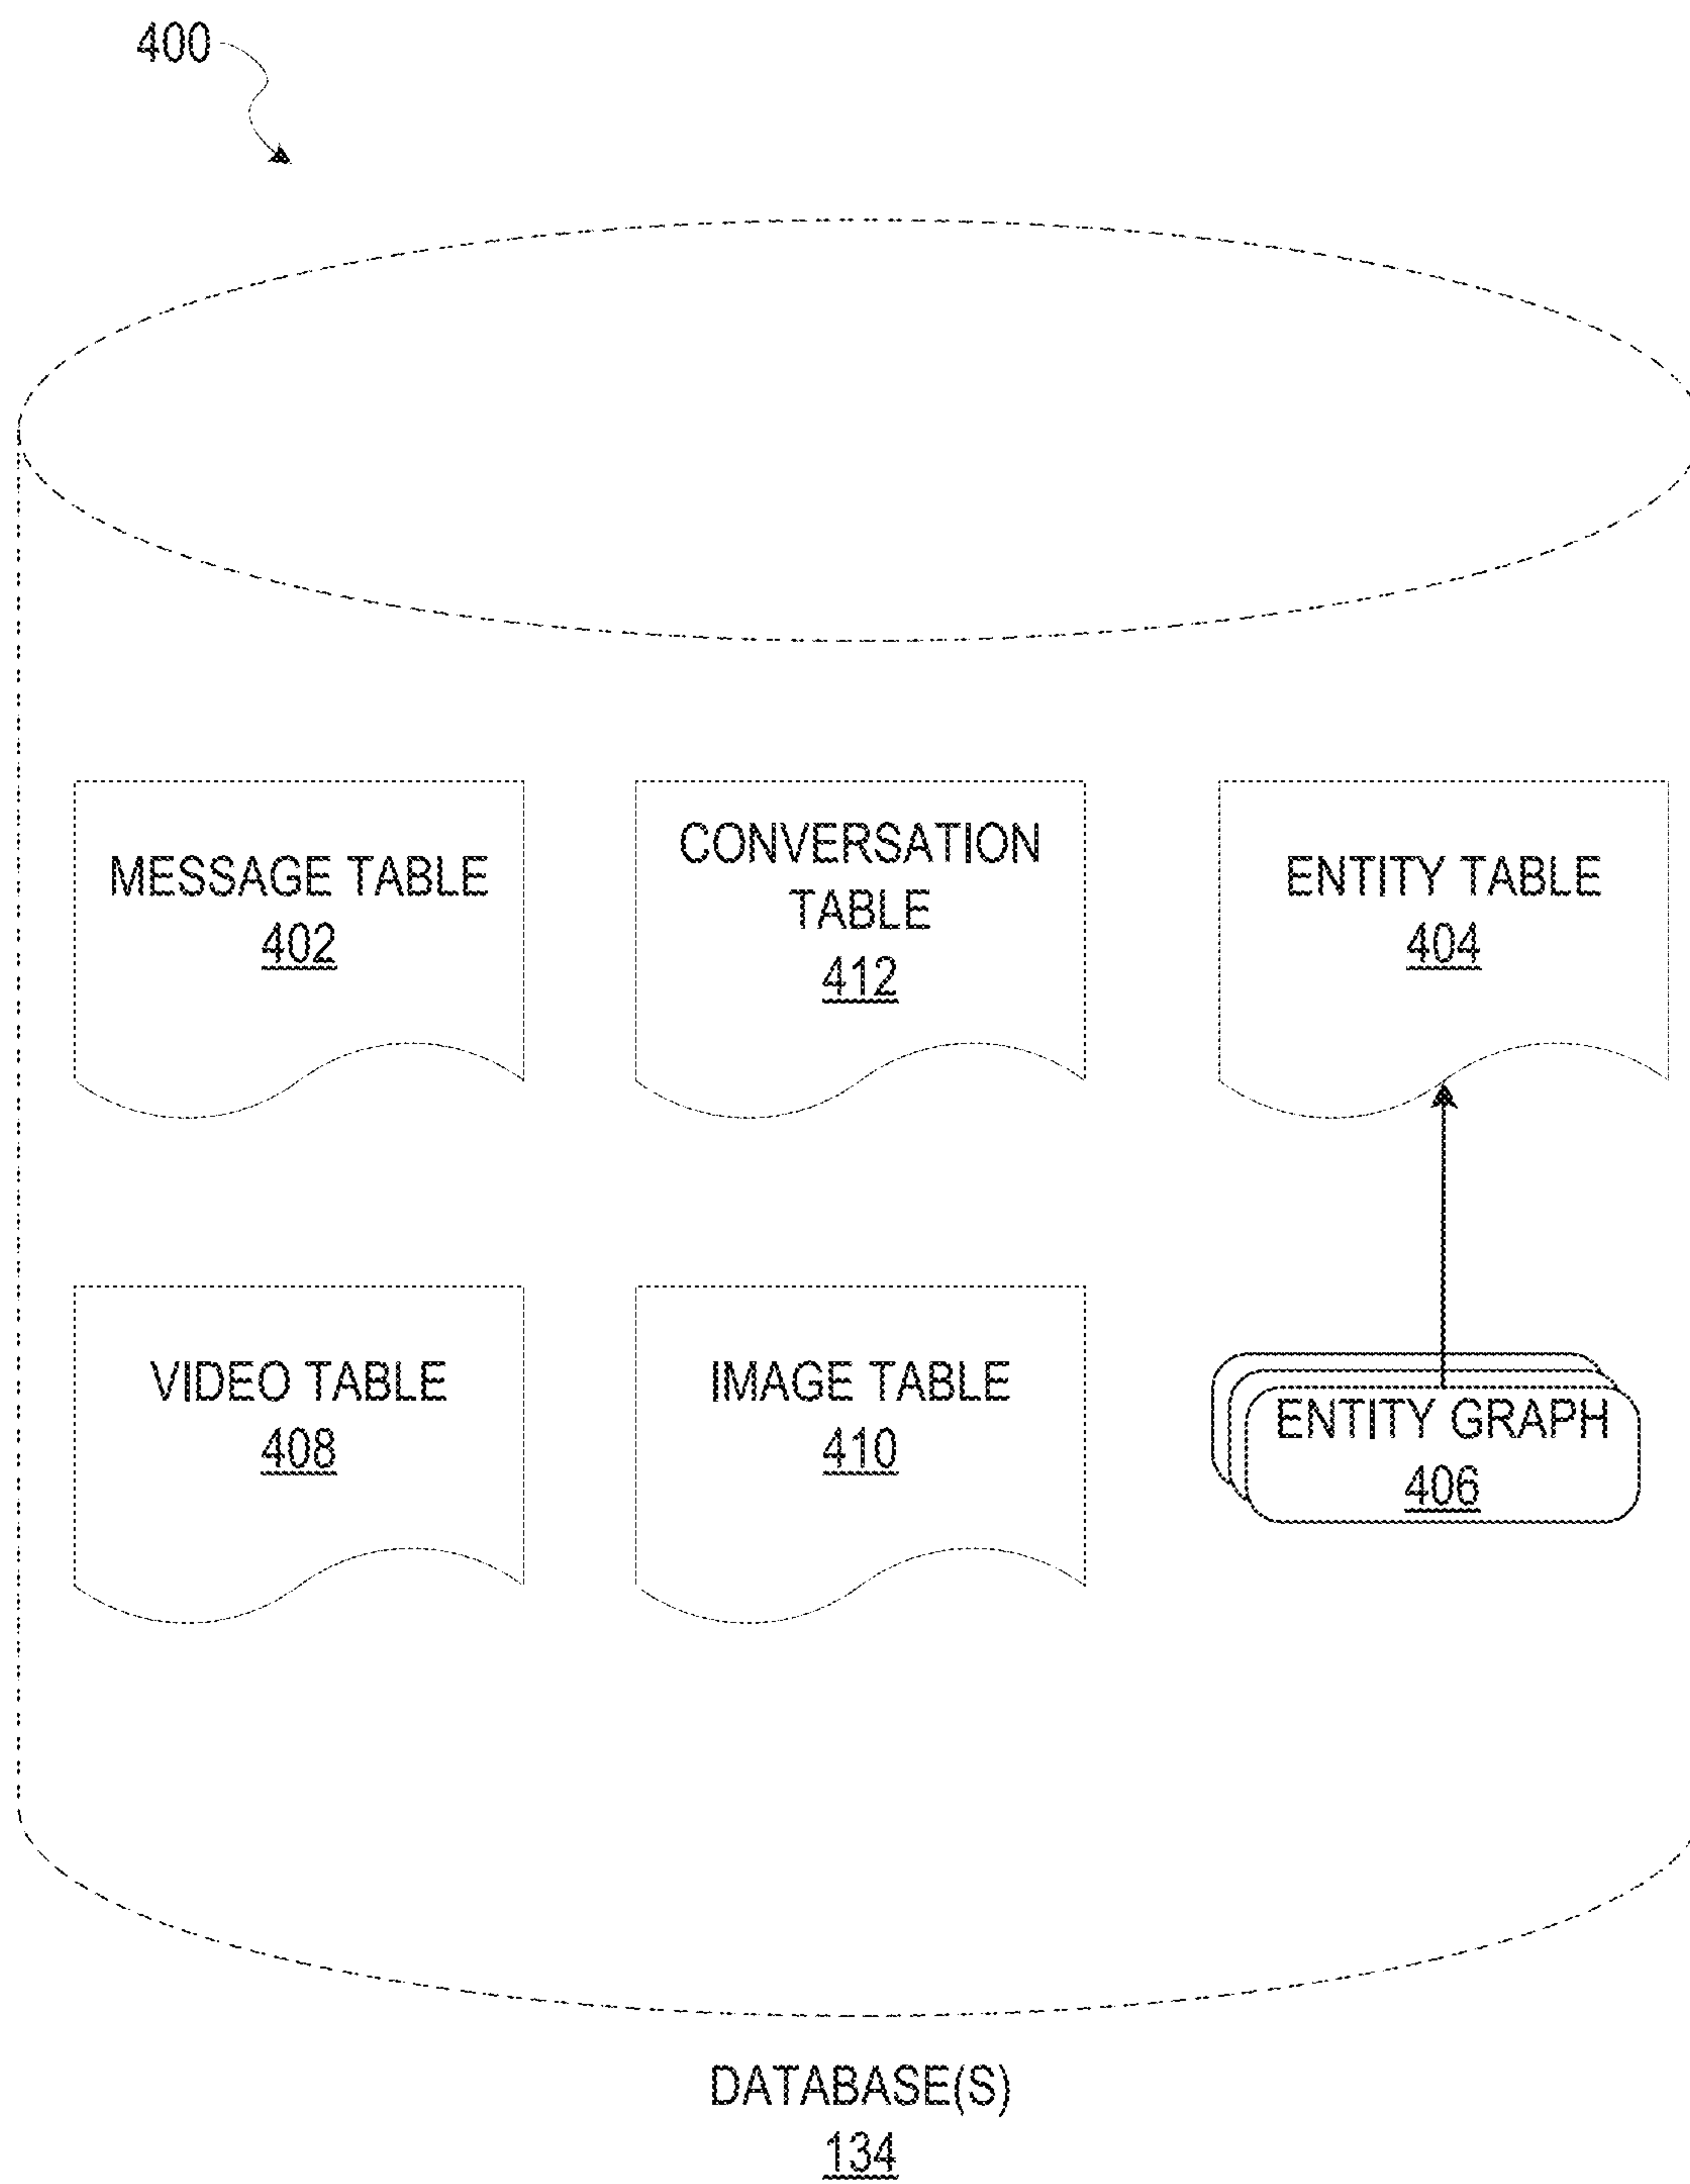 400
MESSAGE TABLE
402
CONVERSATION
TABLE
412
ENTITY TABLE
404
VIDEO TABLE
408
IMAGE TABLE
410
ENTITY GRAPH
406
DATABASE(S)
134